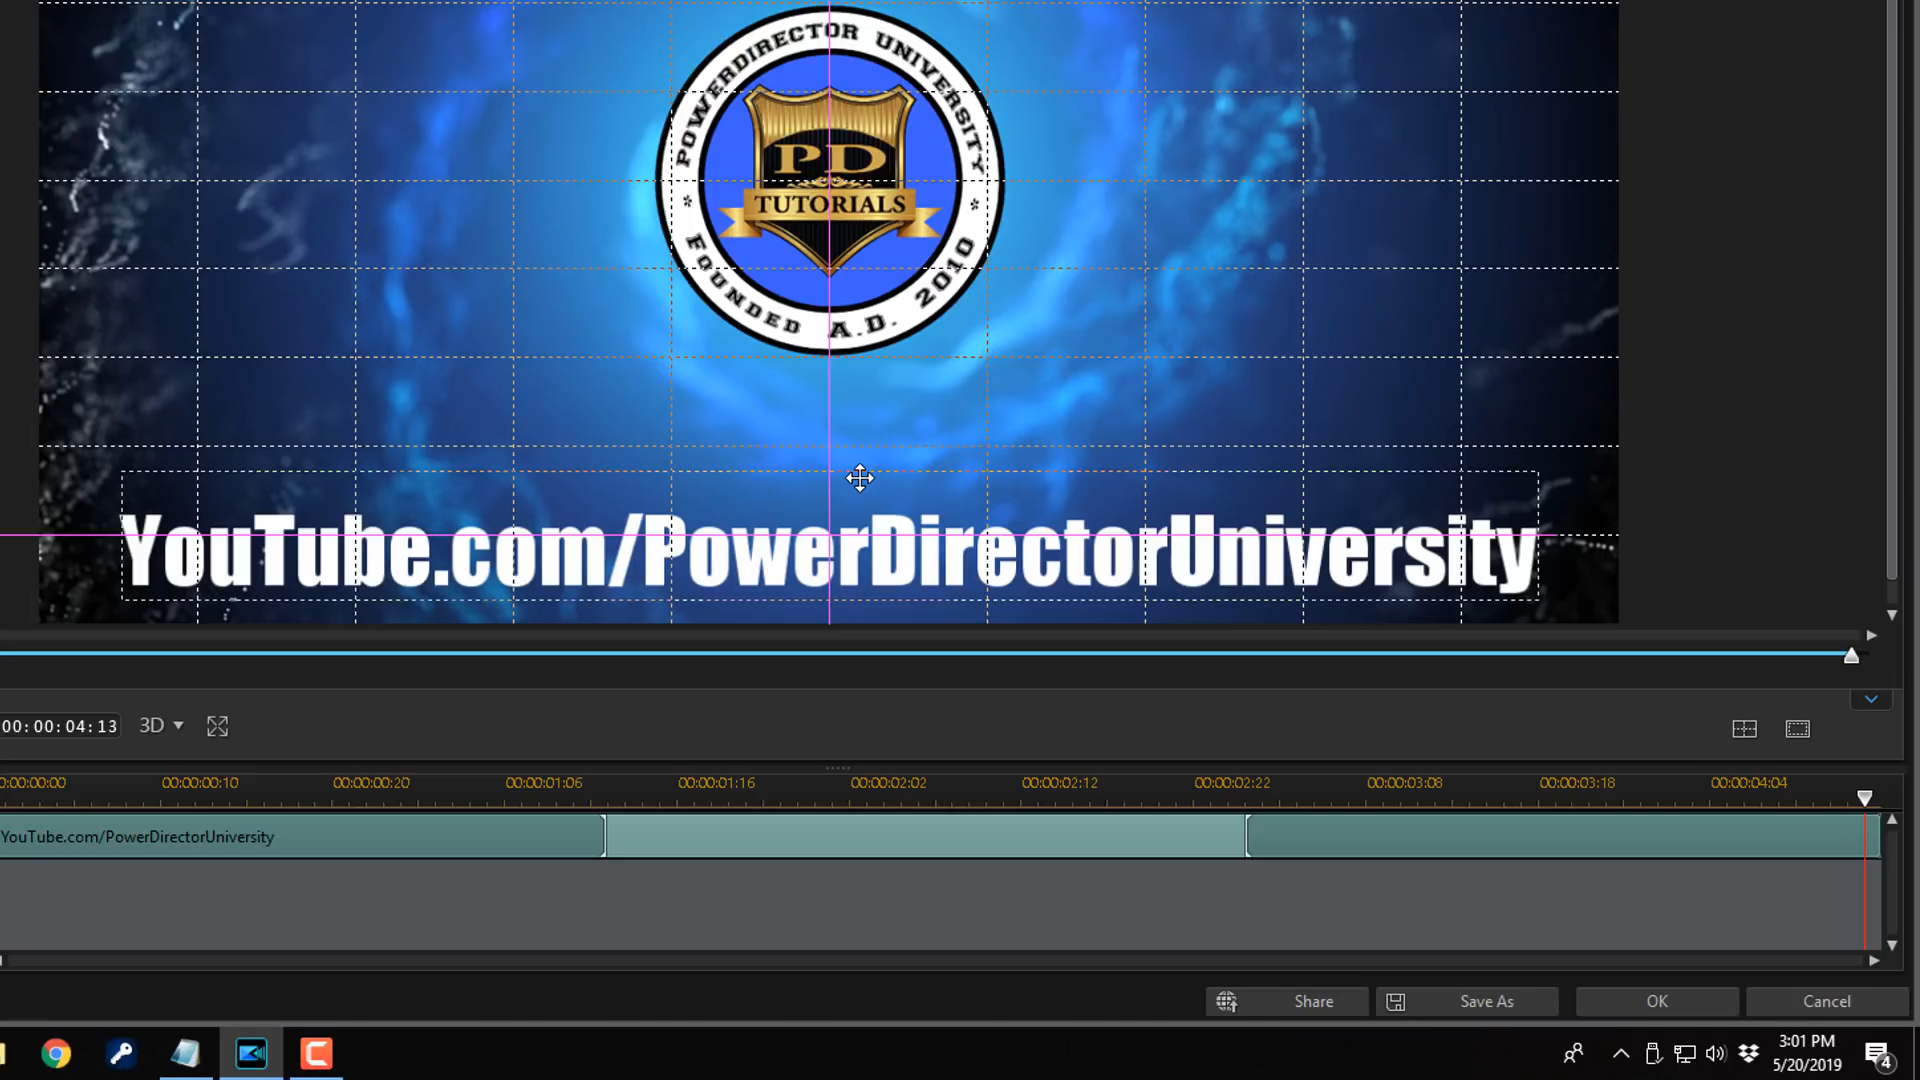 POWERDIRECTOR UNIVERSITY
PD
TUTORIALS
* FOUNDED A.D. 2010 *
YouTube.com/PowerDirectorUniversity
00:00:04:13
3D
00:00:00:00 00:00:00:10 00:00:00:20 00:00:01:06 00:00:01:16 00:00:02:02 00:00:02:12 00:00:02:22 00:00:03:08 00:00:03:18 00:00:04:04
YouTube.com/PowerDirectorUniversity
Share Save As OK Cancel
3:01 PM
5/20/2019
4